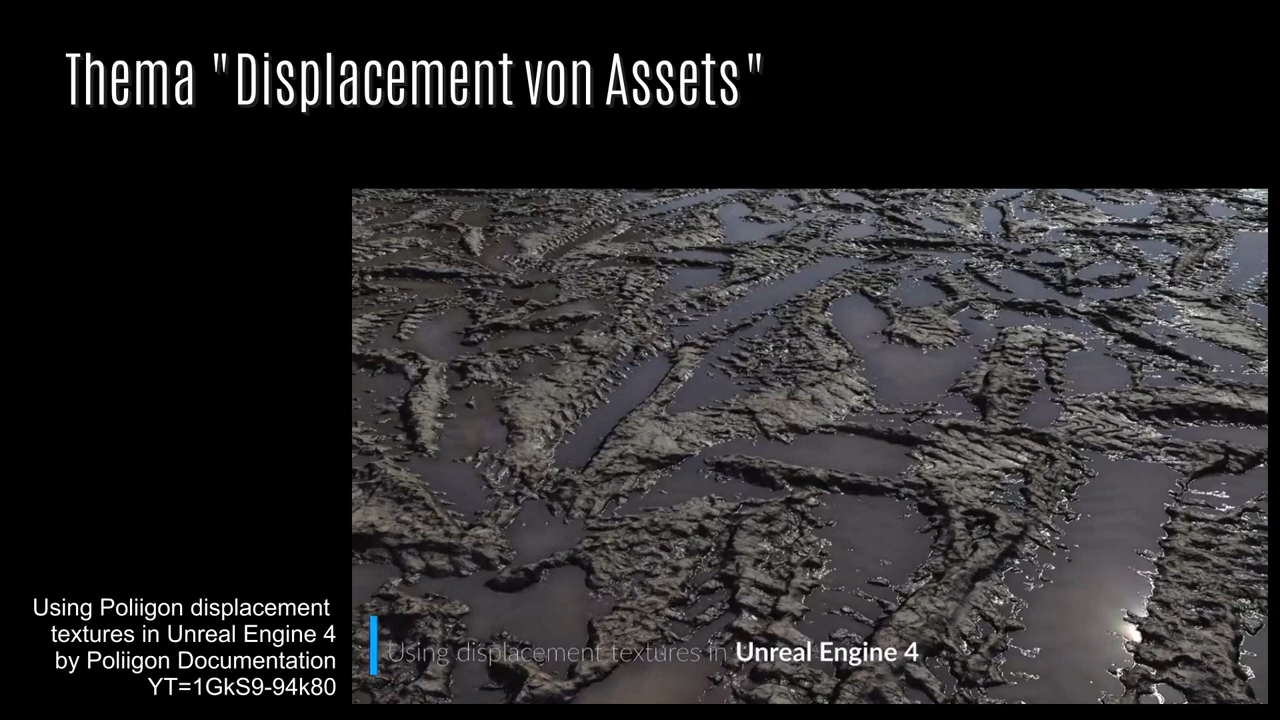 Thema "Displacement von Assets"
Using Poliigon displacement
textures in Unreal Engine 4
by Poliigon Documentation
YT=1GkS9-94k80
Using displacement textures in Unreal Engine 4